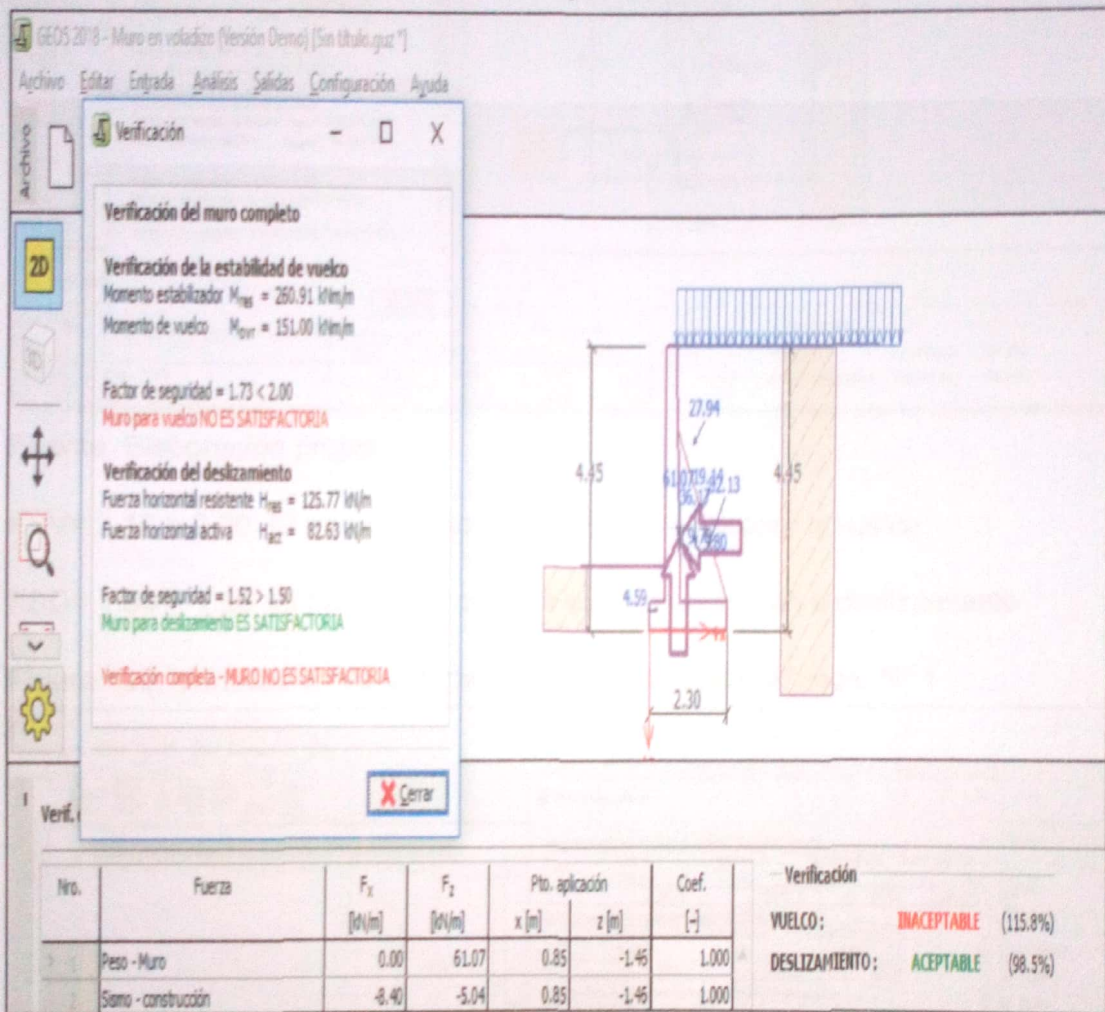 GEO5 2018 - Muro en voladizo (Versión Demo) [Sin título.guz *]
Archivo Editar Entrada Análisis Salidas Configuración Ayuda
Archivo
Verificación
Verificación del muro completo
Verificación de la estabilidad de vuelco
Momento estabilizador Mres = 260.91 kNm/m
Momento de vuelco Movr = 151.00 kNm/m
Factor de seguridad = 1.73 < 2.00
Muro para vuelco NO ES SATISFACTORIA
Verificación del deslizamiento
Fuerza horizontal resistente Hres = 125.77 kN/m
Fuerza horizontal activa Hact = 82.63 kN/m
Factor de seguridad = 1.52 > 1.50
Muro para deslizamiento ES SATISFACTORIA
Verificación completa - MURO NO ES SATISFACTORIA
Cerrar
2D
27.94
4.45
61.07
4.45
4.59
2.30
Verif.
Nro. Fuerza Fx Fz Pto. aplicación Coef.
[kN/m] [kN/m] x [m] z [m] [-]
1 Peso - Muro 0.00 61.07 0.85 -1.46 1.000
2 Sismo - construcción -8.40 -5.04 0.85 -1.46 1.000
Verificación
VUELCO: INACEPTABLE (115.8%)
DESLIZAMIENTO: ACEPTABLE (98.5%)